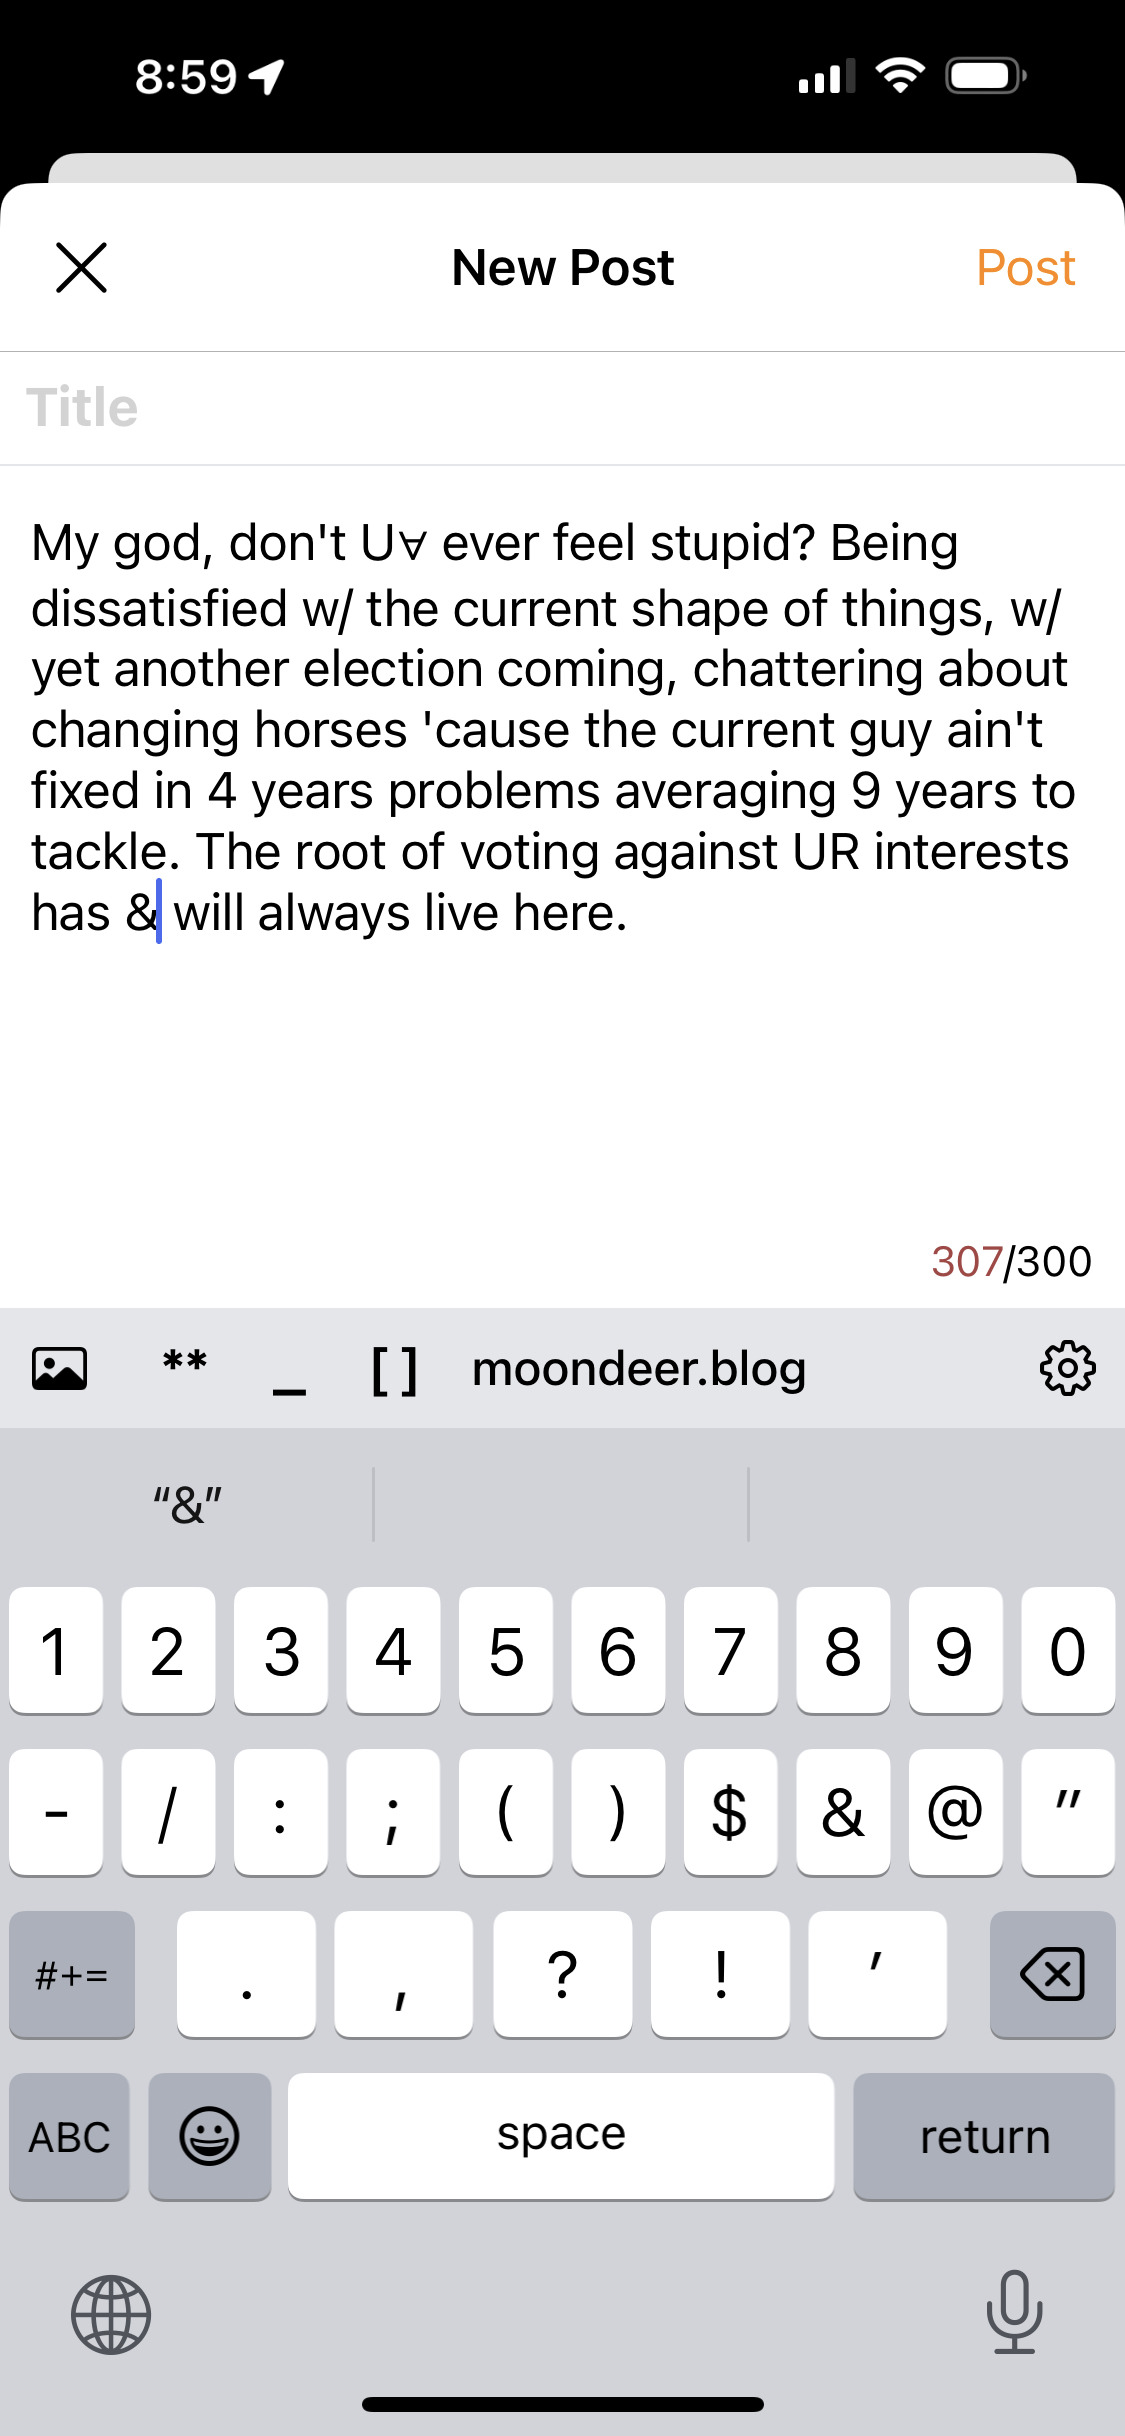 8:59
New Post
Post
Title
My god, don't U∀ ever feel stupid? Being
dissatisfied w/ the current shape of things, w/
yet another election coming, chattering about
changing horses 'cause the current guy ain't
fixed in 4 years problems averaging 9 years to
tackle. The root of voting against UR interests
has & will always live here.
307/300
** _ [ ] moondeer.blog
“&”
1 2 3 4 5 6 7 8 9 0
- / : ; ( ) $ & @ "
#+= . , ? ! '
ABC space return